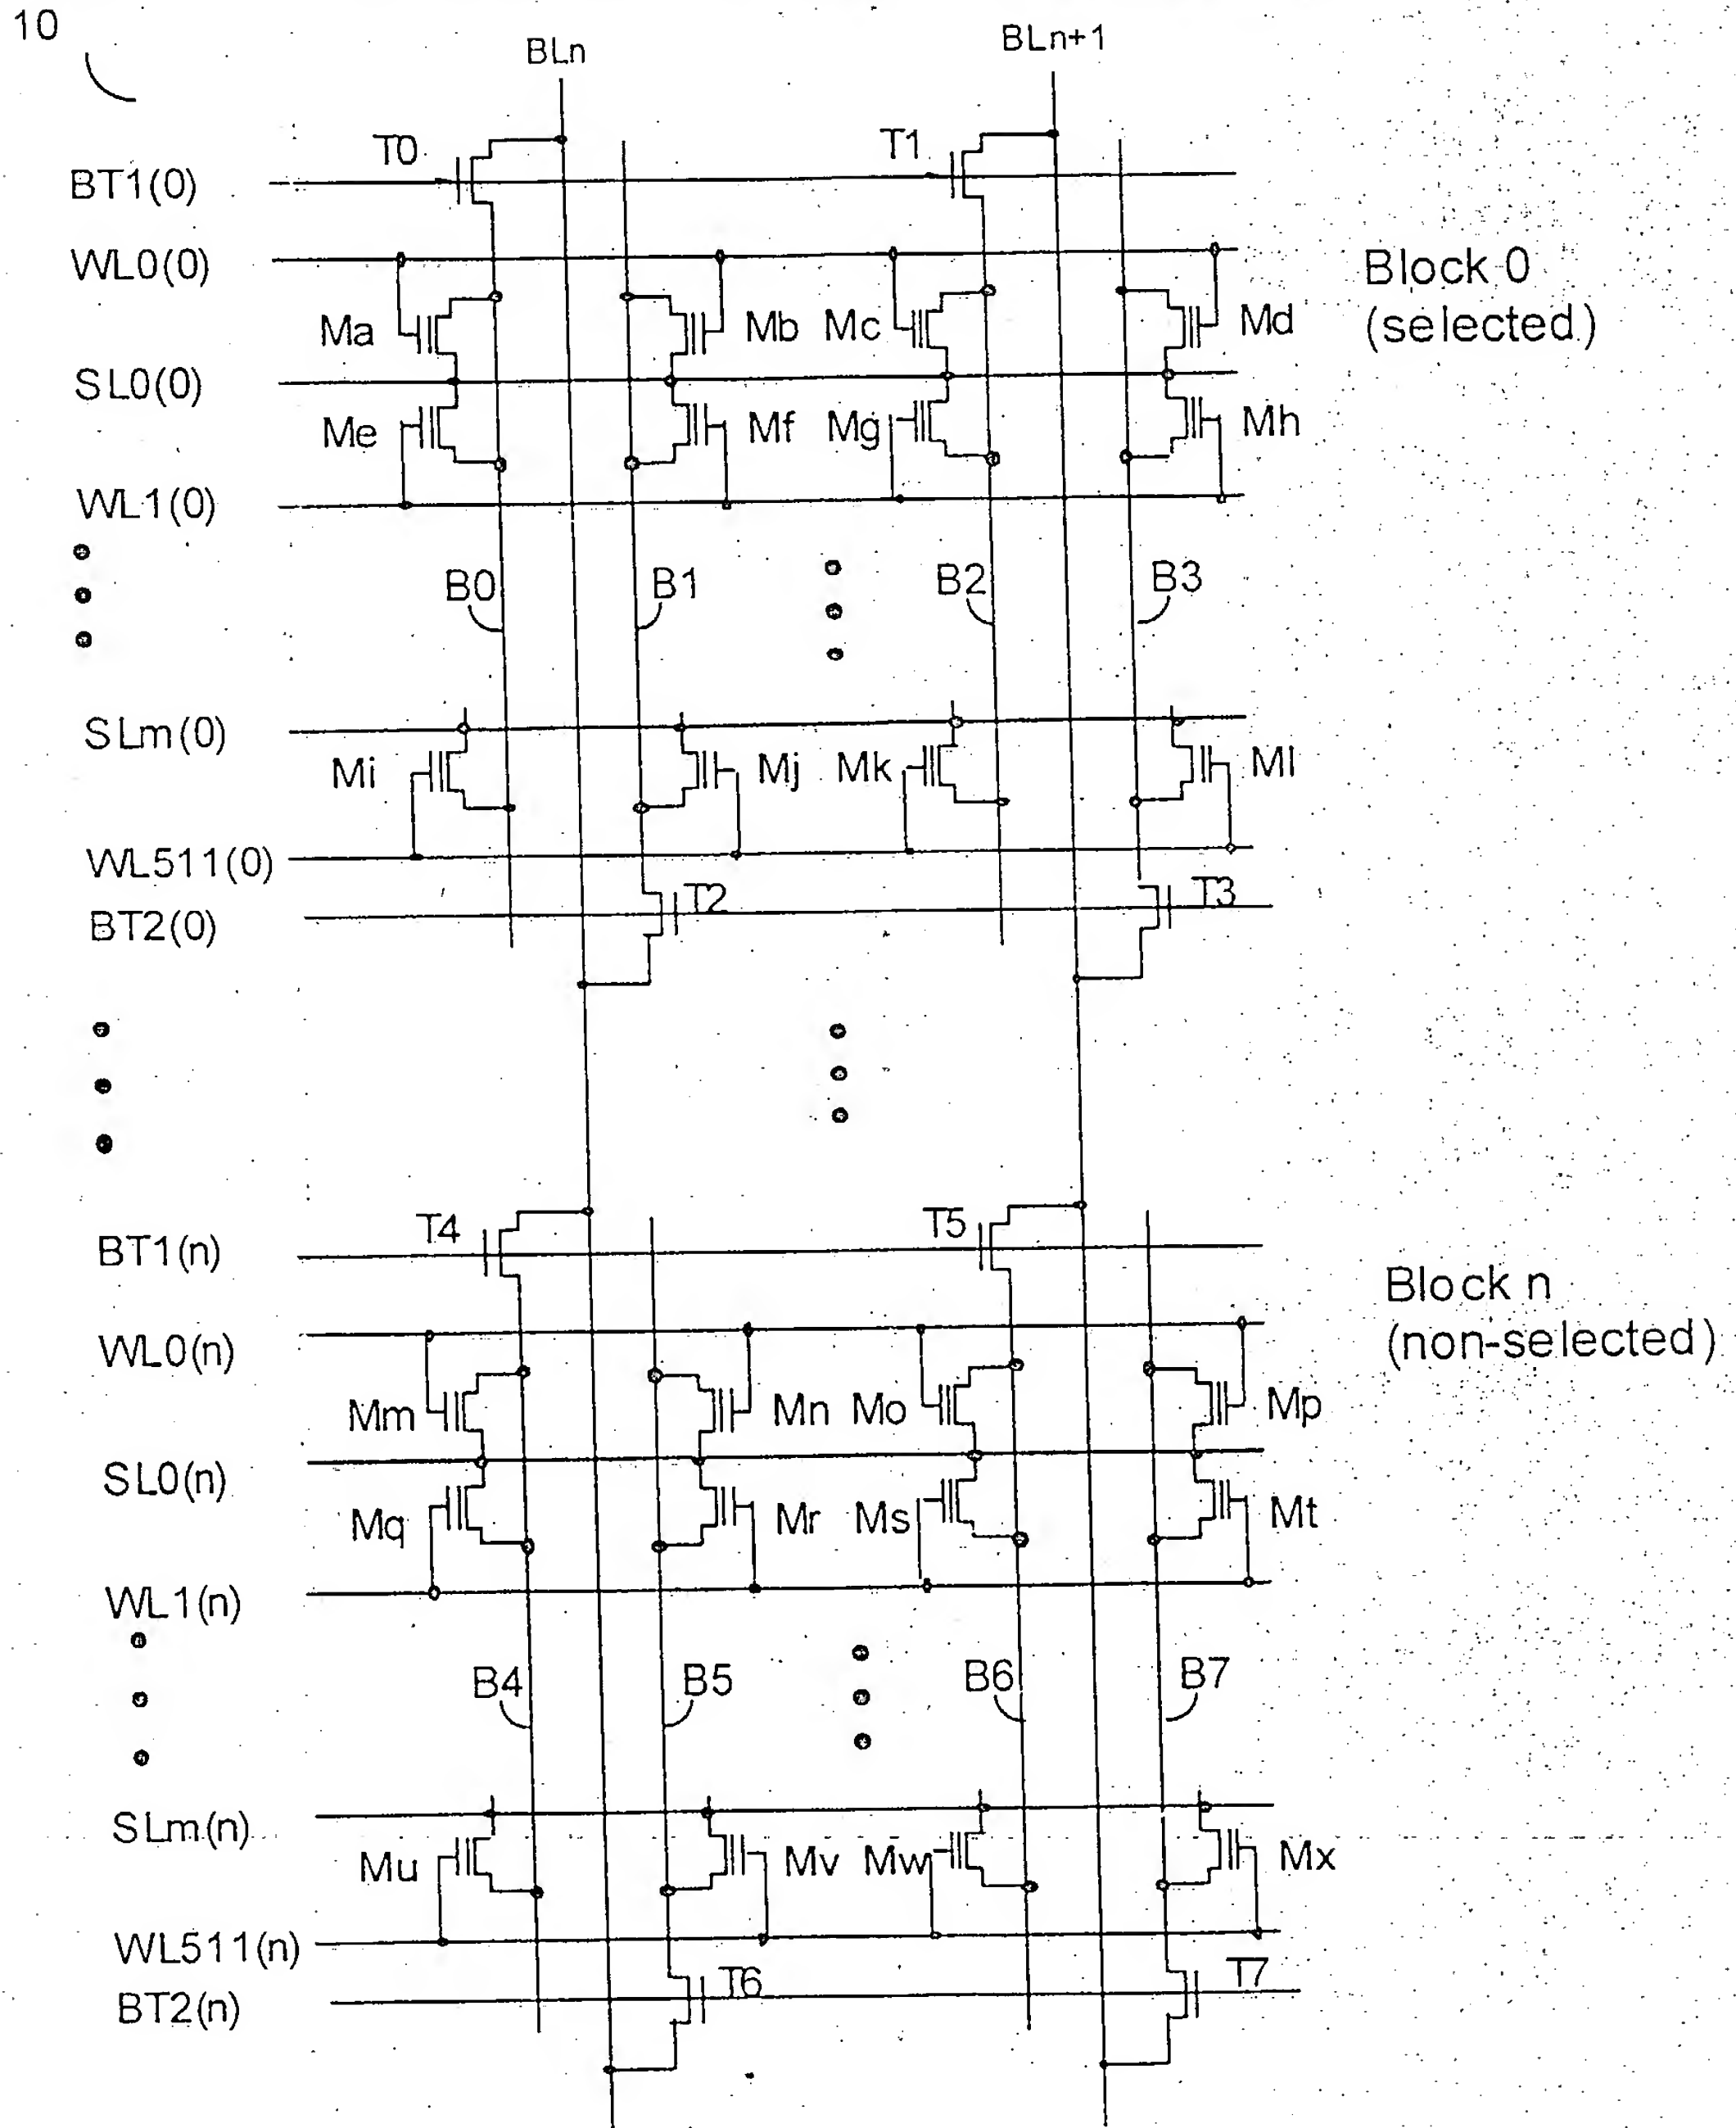 10
BLn
BLn+1
T0
T1
BT1(0)
WL0(0)
Block 0
(selected)
Ma
Mb
Mc
Md
SL0(0)
Me
Mf
Mg
Mh
WL1(0)
B0
B1
B2
B3
SLm(0)
Mi
Mj
Mk
Ml
WL511(0)
T2
T3
BT2(0)
T4
T5
BT1(n)
Block n
(non-selected)
WL0(n)
Mm
Mn
Mo
Mp
SL0(n)
Mq
Mr
Ms
Mt
WL1(n)
B4
B5
B6
B7
SLm(n)
Mu
Mv
Mw
Mx
WL511(n)
T6
T7
BT2(n)